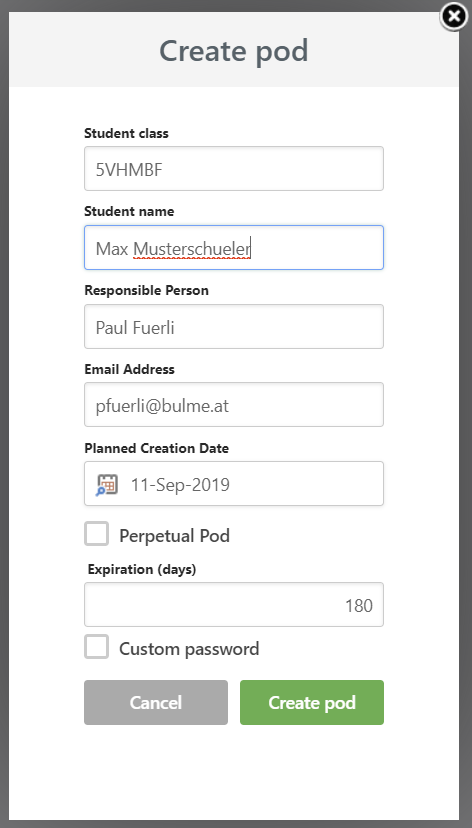 Create pod
Student class
5VHMBF
Student name
Max Musterschueler
Responsible Person
Paul Fuerli
Email Address
pfuerli@bulme.at
Planned Creation Date
11-Sep-2019
Perpetual Pod
Expiration (days)
180
Custom password
Cancel Create pod